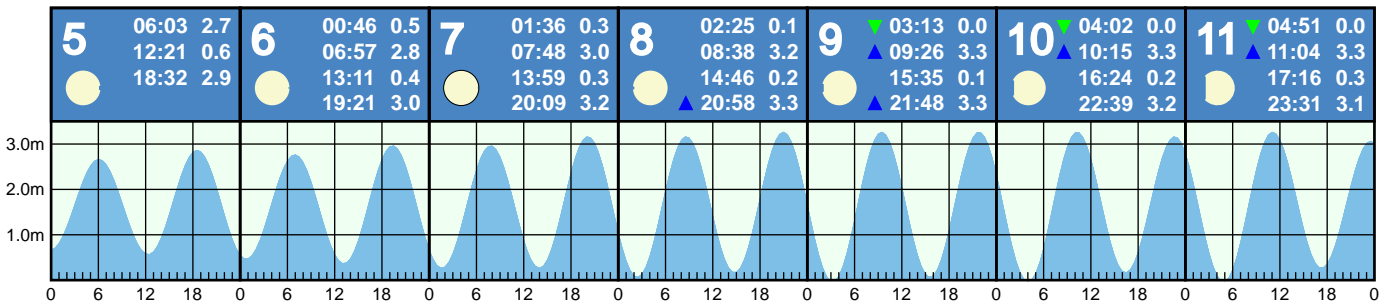 5
06:03 2.7
12:21 0.6
18:32 2.9
6
00:46 0.5
06:57 2.8
13:11 0.4
19:21 3.0
7
01:36 0.3
07:48 3.0
13:59 0.3
20:09 3.2
8
02:25 0.1
08:38 3.2
14:46 0.2
▲ 20:58 3.3
9
▼ 03:13 0.0
▲ 09:26 3.3
15:35 0.1
▲ 21:48 3.3
10
▼ 04:02 0.0
▲ 10:15 3.3
16:24 0.2
22:39 3.2
11
▼ 04:51 0.0
▲ 11:04 3.3
17:16 0.3
23:31 3.1
3.0m
2.0m
1.0m
0 6 12 18 0 6 12 18 0 6 12 18 0 6 12 18 0 6 12 18 0 6 12 18 0 6 12 18 0